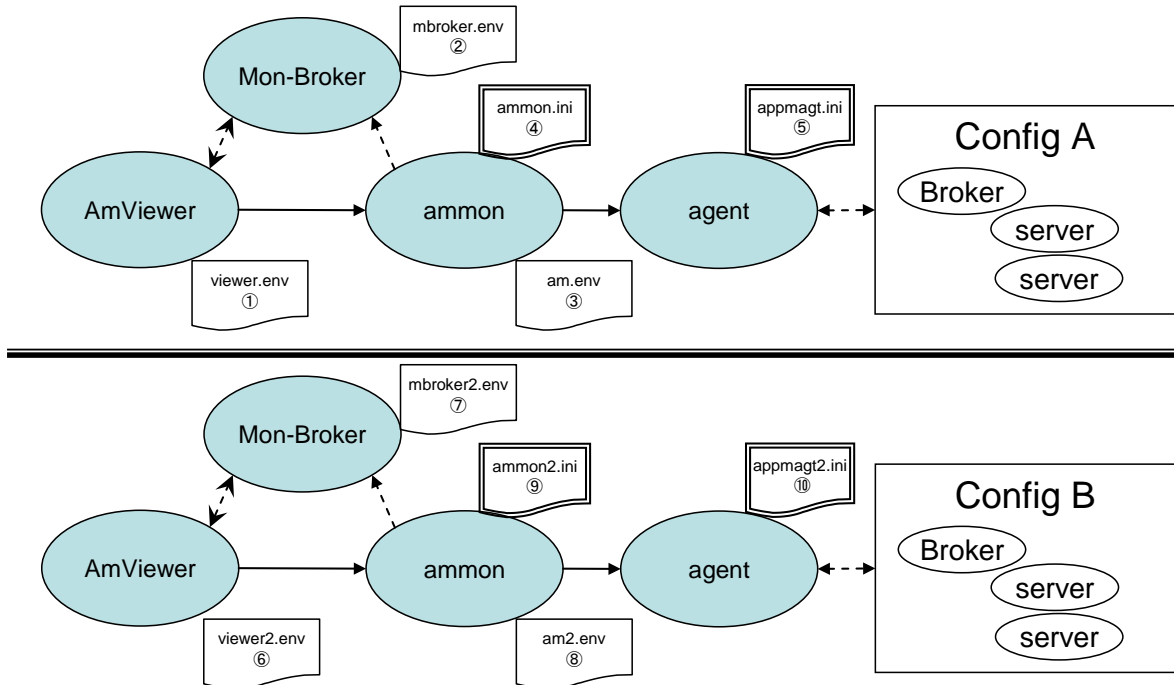 mbroker.env
②
Mon-Broker
ammon.ini
④
appmagt.ini
⑤
Config A
Broker
server
server
AmViewer
ammon
agent
viewer.env
①
am.env
③
mbroker2.env
⑦
Mon-Broker
ammon2.ini
⑨
appmagt2.ini
⑩
Config B
Broker
server
server
AmViewer
ammon
agent
viewer2.env
⑥
am2.env
⑧